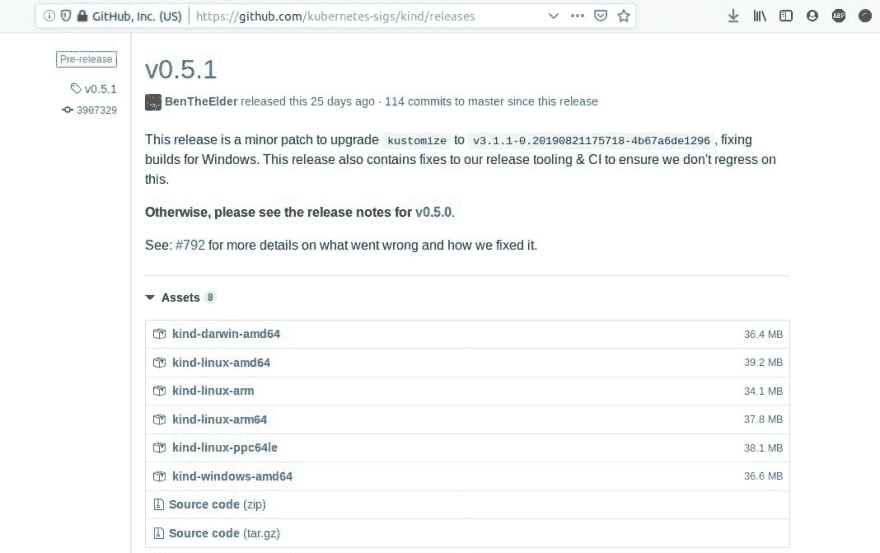 GitHub, Inc. (US) https://github.com/kubernetes-sigs/kind/releases
ABP
Pre-release
v0.5.1
3907329
v0.5.1
BenTheElder released this 25 days ago · 114 commits to master since this release
This release is a minor patch to upgrade kustomize to v3.1.1-0.20190821175718-4b67a6de1296 , fixing
builds for Windows. This release also contains fixes to our release tooling & CI to ensure we don't regress on
this.
Otherwise, please see the release notes for v0.5.0.
See: #792 for more details on what went wrong and how we fixed it.
Assets 8
kind-darwin-amd64 36.4 MB
kind-linux-amd64 39.2 MB
kind-linux-arm 34.1 MB
kind-linux-arm64 37.8 MB
kind-linux-ppc64le 38.1 MB
kind-windows-amd64 36.6 MB
Source code (zip)
Source code (tar.gz)